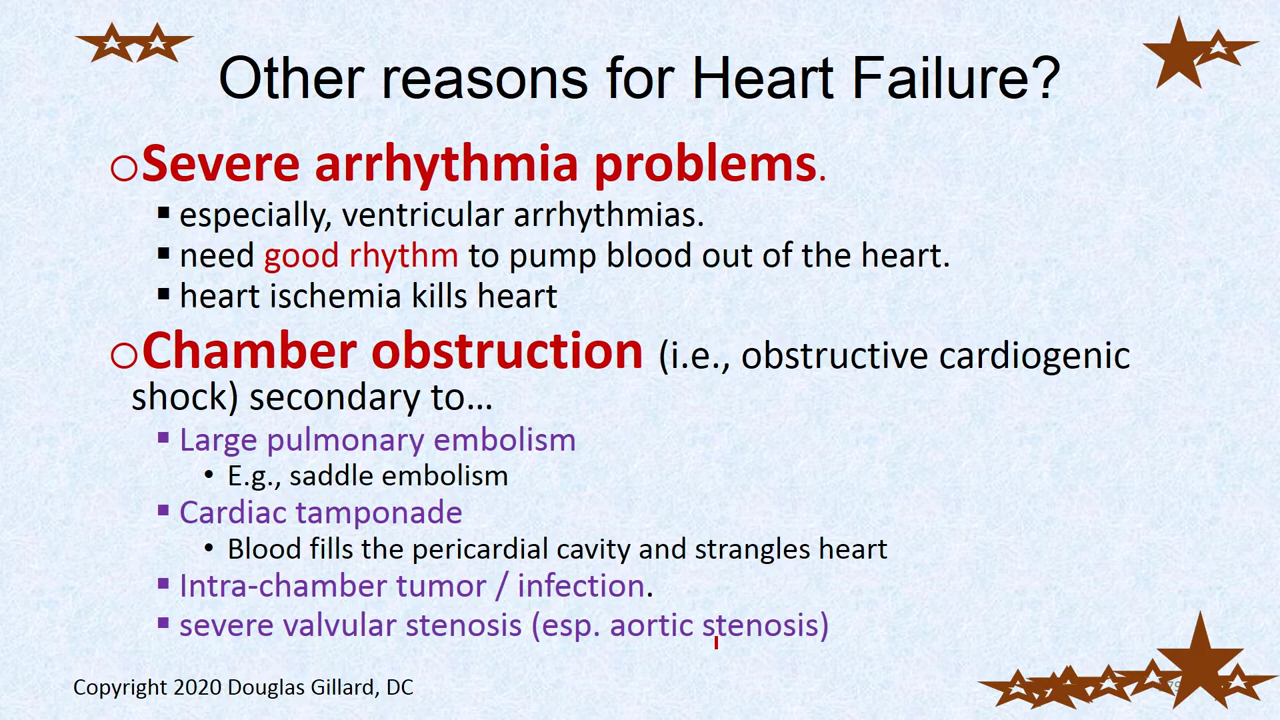 Other reasons for Heart Failure?
Severe arrhythmia problems.
especially, ventricular arrhythmias.
need good rhythm to pump blood out of the heart.
heart ischemia kills heart
Chamber obstruction (i.e., obstructive cardiogenic
shock) secondary to...
Large pulmonary embolism
E.g., saddle embolism
Cardiac tamponade
Blood fills the pericardial cavity and strangles heart
Intra-chamber tumor / infection.
severe valvular stenosis (esp. aortic stenosis)
Copyright 2020 Douglas Gillard, DC